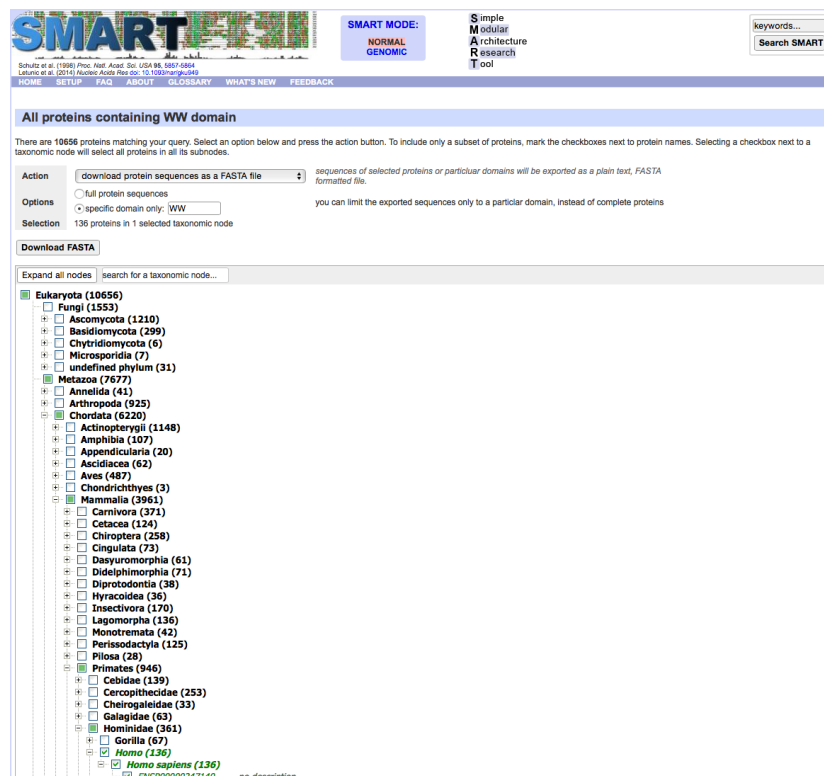 SMART
SMART MODE:
NORMAL
GENOMIC
Simple
Modular
Architecture
Research
Tool
keywords...
Search SMART
Schultz et al. (1998) Proc. Natl. Acad. Sci. USA 95, 5857-5864
Letunic et al. (2014) Nucleic Acids Res doi: 10.1093/nar/gku949
HOME SETUP FAQ ABOUT GLOSSARY WHAT'S NEW FEEDBACK
All proteins containing WW domain
There are 10656 proteins matching your query. Select an option below and press the action button. To include only a subset of proteins, mark the checkboxes next to protein names. Selecting a checkbox next to a
taxonomic node will select all proteins in all its subnodes.
Action download protein sequences as a FASTA file
sequences of selected proteins or particluar domains will be exported as a plain text, FASTA
formatted file.
Options
full protein sequences
specific domain only: WW
you can limit the exported sequences only to a particlar domain, instead of complete proteins
Selection 136 proteins in 1 selected taxonomic node
Download FASTA
Expand all nodes search for a taxonomic node...
Eukaryota (10656)
Fungi (1553)
Ascomycota (1210)
Basidiomycota (299)
Chytridiomycota (6)
Microsporidia (7)
undefined phylum (31)
Metazoa (7677)
Annelida (41)
Arthropoda (925)
Chordata (6220)
Actinopterygii (1148)
Amphibia (107)
Appendicularia (20)
Ascidiacea (62)
Aves (487)
Chondrichthyes (3)
Mammalia (3961)
Carnivora (371)
Cetacea (124)
Chiroptera (258)
Cingulata (73)
Dasyuromorphia (61)
Didelphimorphia (71)
Diprotodontia (38)
Hyracoidea (36)
Insectivora (170)
Lagomorpha (136)
Monotremata (42)
Perissodactyla (125)
Pilosa (28)
Primates (946)
Cebidae (139)
Cercopithecidae (253)
Cheirogaleidae (33)
Galagidae (63)
Hominidae (361)
Gorilla (67)
Homo (136)
Homo sapiens (136)
no description